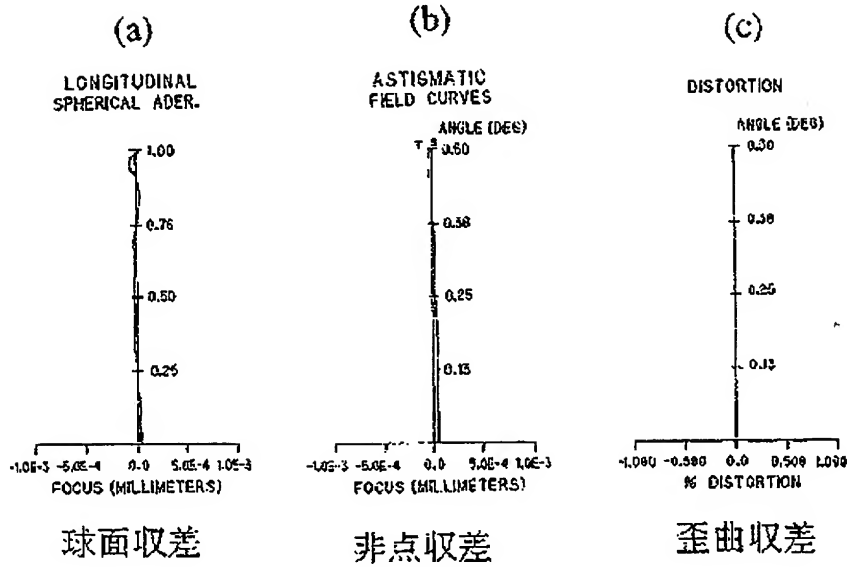 (a)
LONGITUDINAL
SPHERICAL ADER.
1.00
0.75
0.50
0.25
-1.0E-3 -5.0E-4 0.0 5.0E-4 1.0E-3
FOCUS (MILLIMETERS)
球面収差
(b)
ASTIGMATIC
FIELD CURVES
ANGLE (DEG)
T S 0.50
0.38
0.25
0.13
-1.0E-3 -5.0E-4 0.0 5.0E-4 1.0E-3
FOCUS (MILLIMETERS)
非点収差
(c)
DISTORTION
ANGLE (DEG)
0.50
0.38
0.25
0.13
-1.000 -0.500 0.0 0.500 1.000
% DISTORTION
歪曲収差